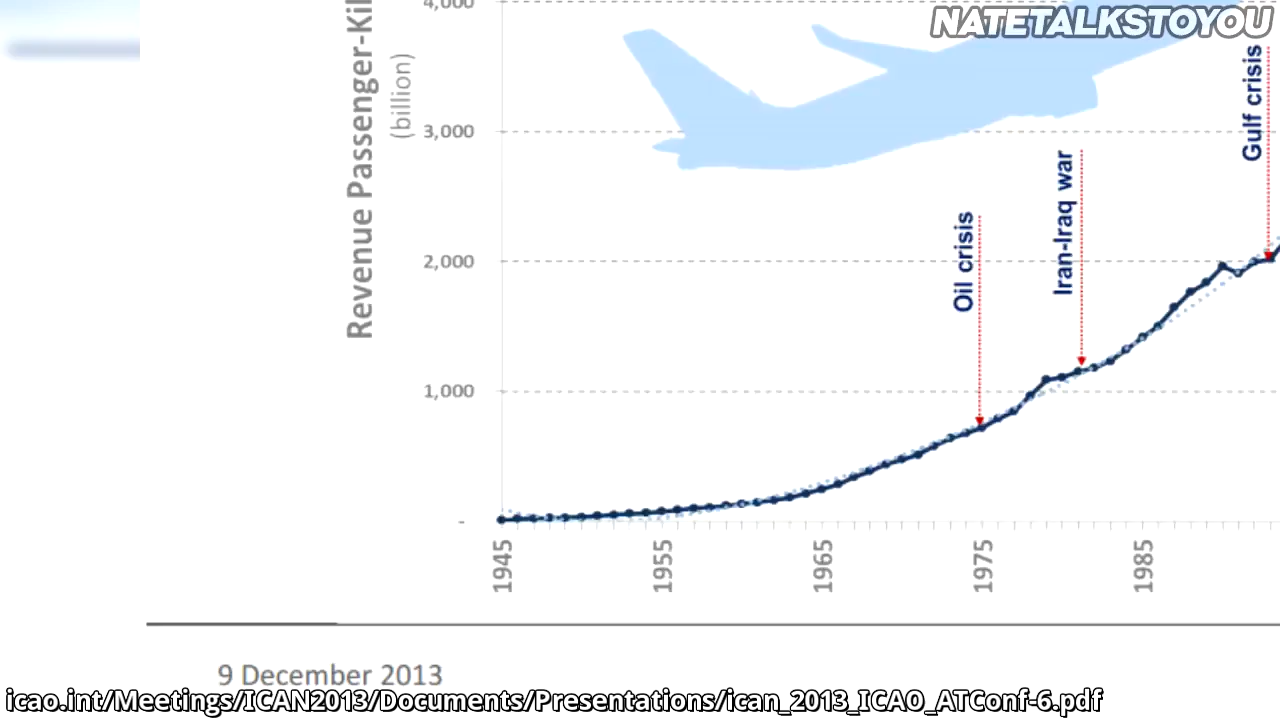 NATETALKSTOYOU
4,000
3,000
2,000
1,000
-
Revenue Passenger-Kil
(billion)
Oil crisis
Iran-Iraq war
Gulf crisis
1945
1955
1965
1975
1985
9 December 2013
icao.int/Meetings/ICAN2013/Documents/Presentations/ican_2013_ICAO_ATConf-6.pdf